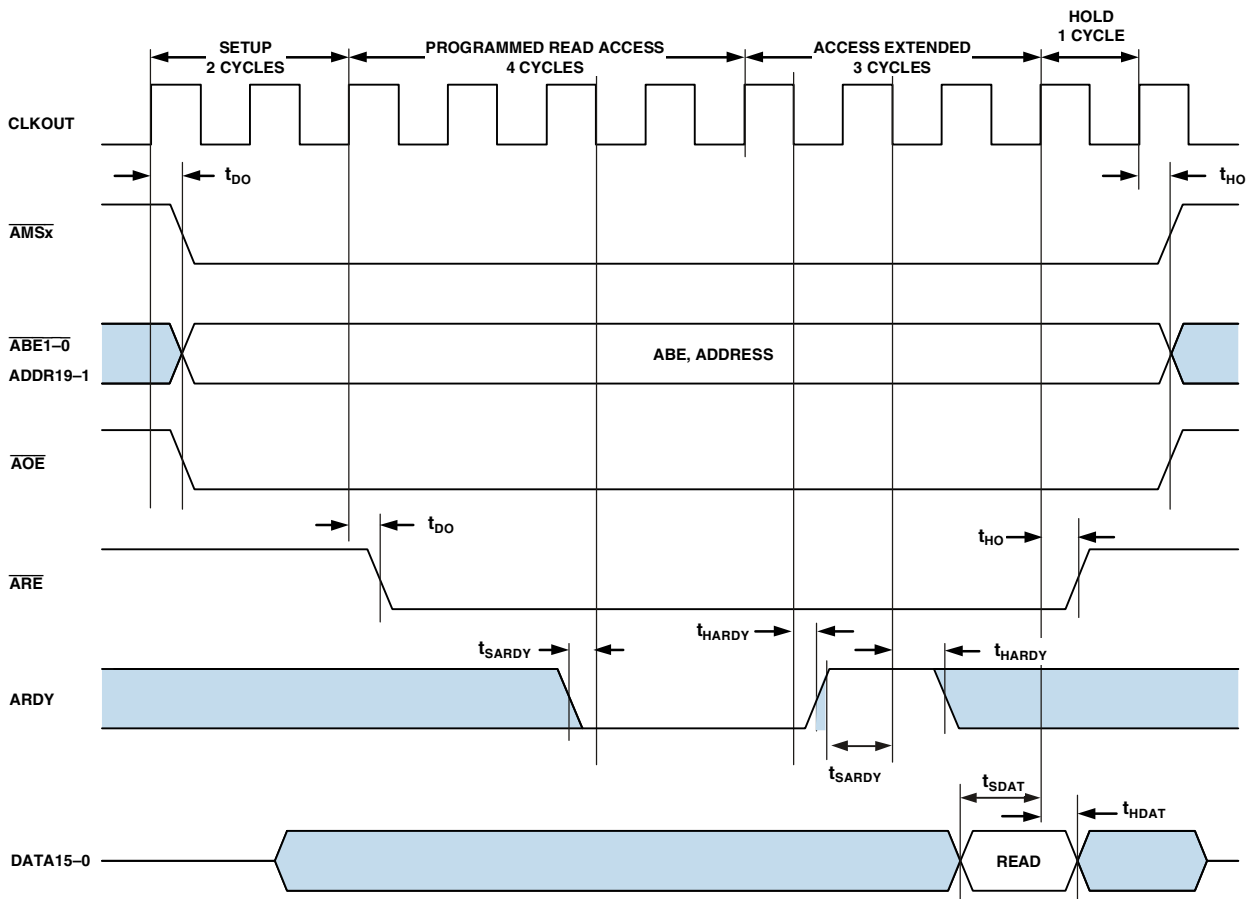 SETUP
2 CYCLES
PROGRAMMED READ ACCESS
4 CYCLES
ACCESS EXTENDED
3 CYCLES
HOLD
1 CYCLE
CLKOUT
tDO
tHO
AMSx
ABE1–0
ADDR19–1
ABE, ADDRESS
AOE
tDO
tHO
ARE
tSARDY
tHARDY
tHARDY
ARDY
tSARDY
tSDAT
tHDAT
DATA15–0
READ